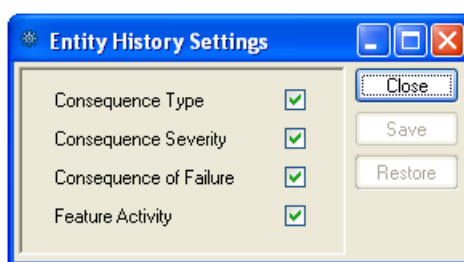 Entity History Settings
Consequence Type
Consequence Severity
Consequence of Failure
Feature Activity
Close
Save
Restore